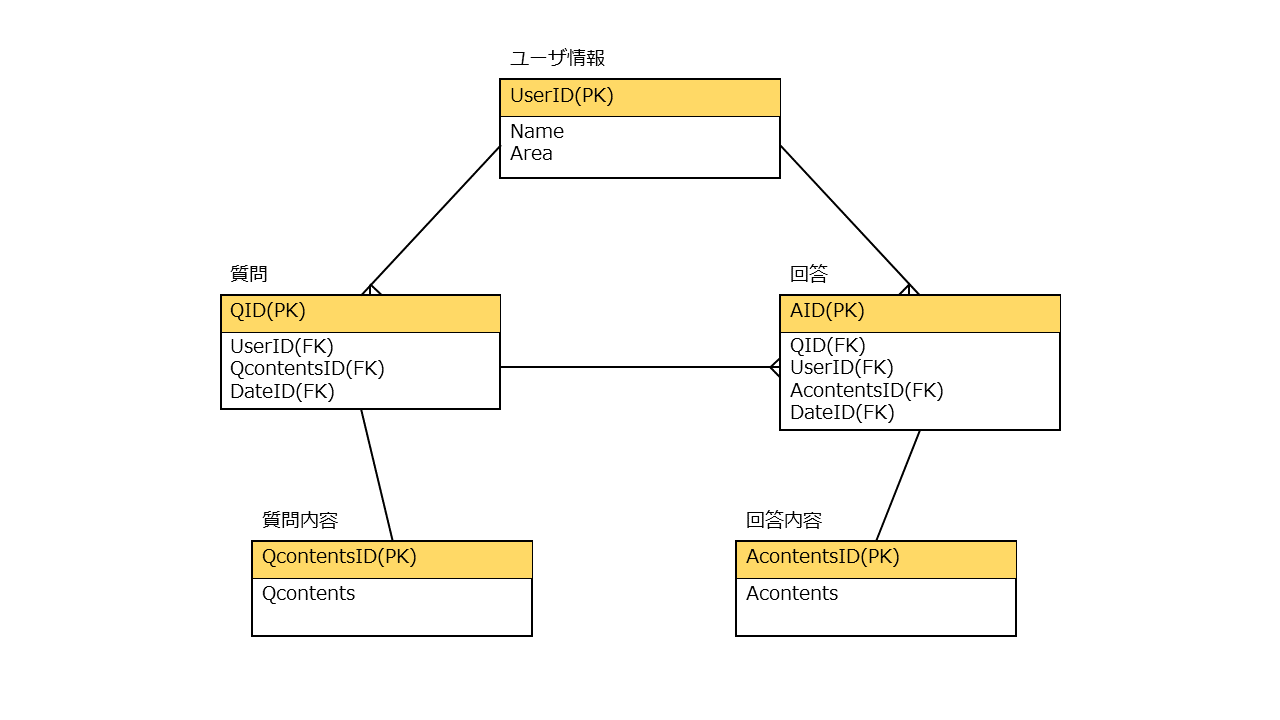 ユーザ情報
UserID(PK)
Name
Area
質問
QID(PK)
UserID(FK)
QcontentsID(FK)
DateID(FK)
回答
AID(PK)
QID(FK)
UserID(FK)
AcontentsID(FK)
DateID(FK)
質問内容
QcontentsID(PK)
Qcontents
回答内容
AcontentsID(PK)
Acontents